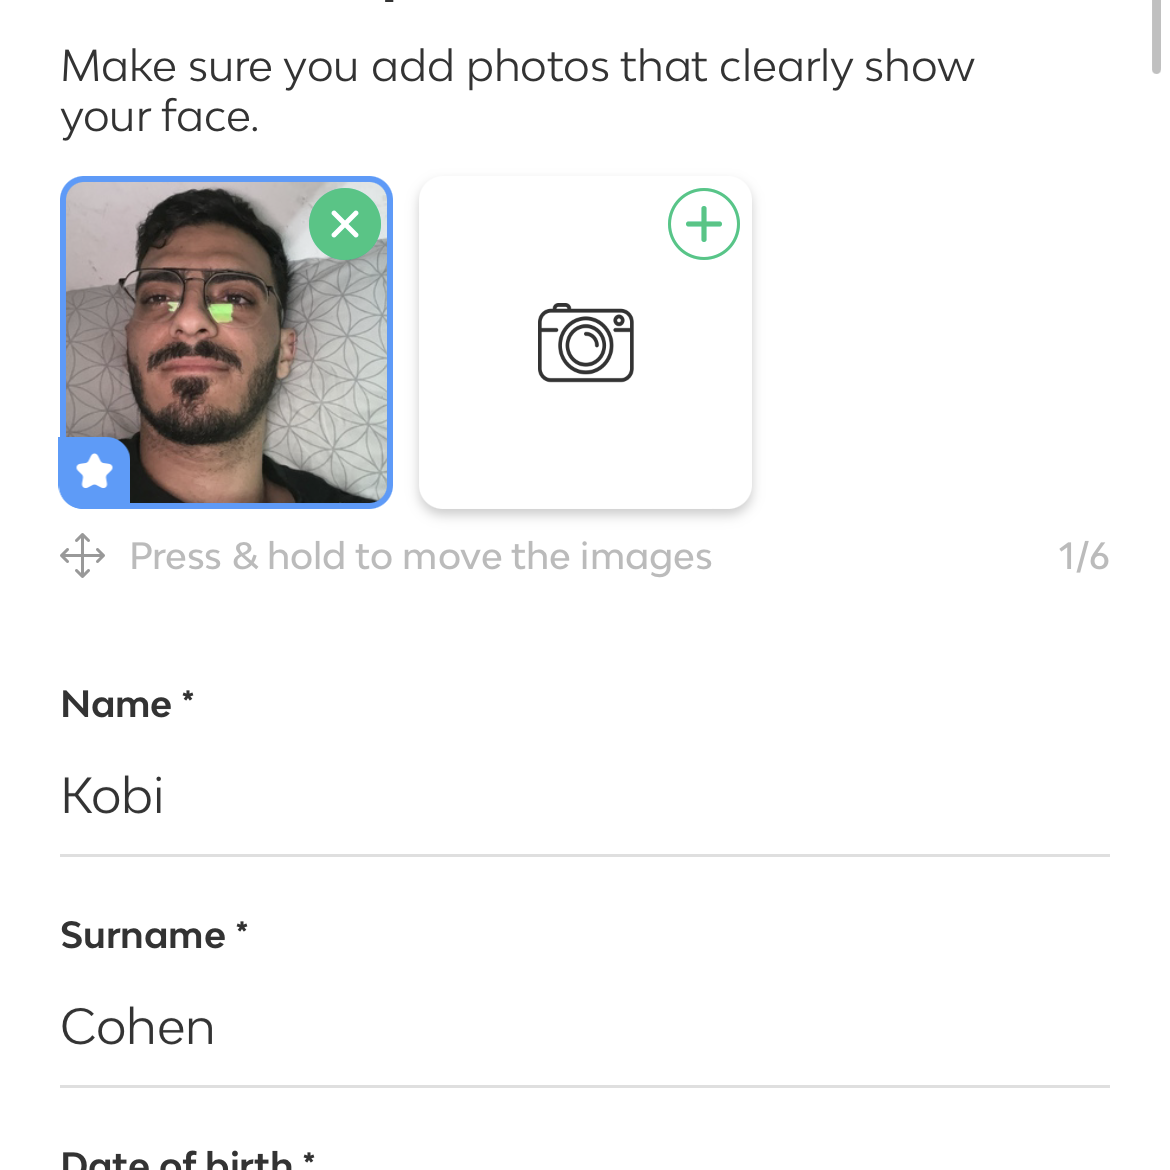 Make sure you add photos that clearly show
your face.
Press & hold to move the images
1/6
Name *
Kobi
Surname *
Cohen
Date of birth *